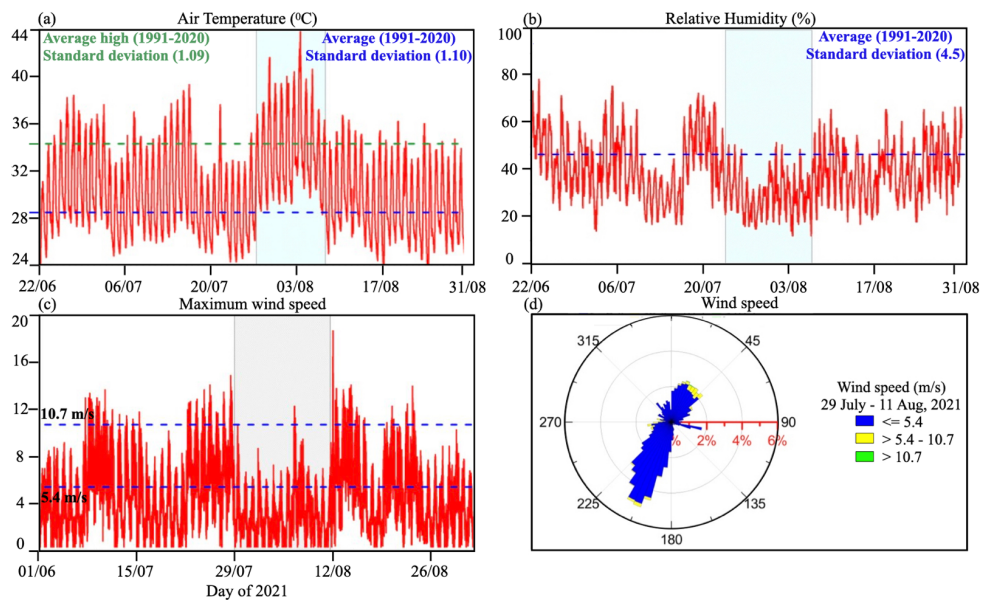 (a) Air Temperature (⁰C)
Average high (1991-2020)
Standard deviation (1.09)
Average (1991-2020)
Standard deviation (1.10)
44
40
36
32
28
24
22/06 06/07 20/07 03/08 17/08 31/08
(b) Relative Humidity (%)
Average (1991-2020)
Standard deviation (4.5)
100
80
60
40
20
0
22/06 06/07 20/07 03/08 17/08 31/08
(c) Maximum wind speed
20
16
12
10.7 m/s
8
5.4 m/s
4
0
01/06 15/07 29/07 12/08 26/08
Day of 2021
(d) Wind speed
315 45
270 90
% 2% 4% 6%
225 135
180
Wind speed (m/s)
29 July - 11 Aug, 2021
<= 5.4
> 5.4 - 10.7
> 10.7